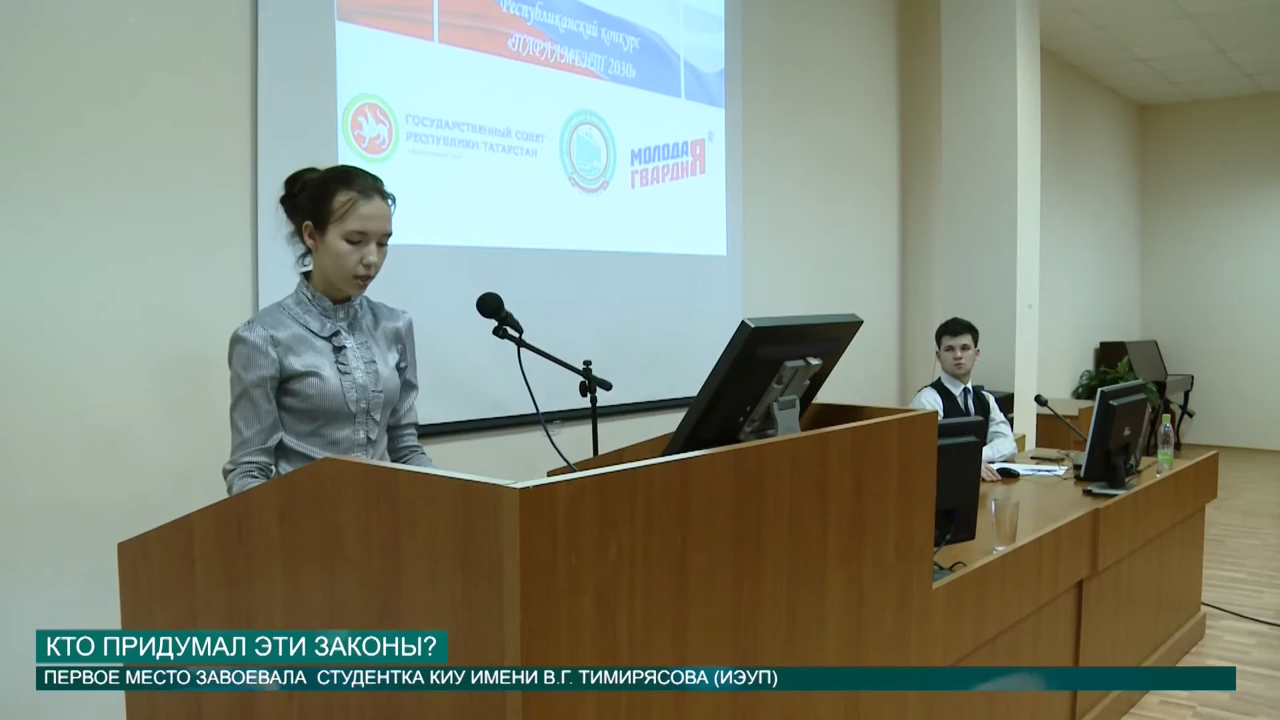 Республиканский конкурс
«ПАРЛАМЕНТ 2030»
ГОСУДАРСТВЕННЫЙ СОВЕТ
РЕСПУБЛИКИ ТАТАРСТАН
МОЛОДАЯ
ГВАРДИЯ
КТО ПРИДУМАЛ ЭТИ ЗАКОНЫ?
ПЕРВОЕ МЕСТО ЗАВОЕВАЛА СТУДЕНТКА КИУ ИМЕНИ В.Г. ТИМИРЯСОВА (ИЭУП)